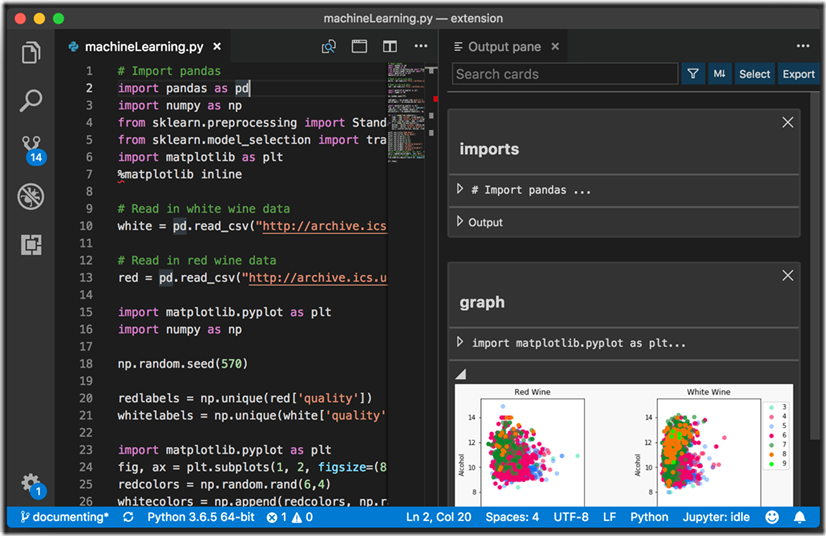 machineLearning.py — extension
machineLearning.py ×
1 # Import pandas
2 import pandas as pd
3 import numpy as np
4 from sklearn.preprocessing import Stand
5 from sklearn.model_selection import tra
6 import matplotlib as plt
7 %matplotlib inline
8
9 # Read in white wine data
10 white = pd.read_csv("http://archive.ics
11
12 # Read in red wine data
13 red = pd.read_csv("http://archive.ics.u
14
15 import matplotlib.pyplot as plt
16 import numpy as np
17
18 np.random.seed(570)
19
20 redlabels = np.unique(red['quality'])
21 whitelabels = np.unique(white['quality'
22
23 import matplotlib.pyplot as plt
24 fig, ax = plt.subplots(1, 2, figsize=(8
25 redcolors = np.random.rand(6,4)
26 whitecolors = np.append(redcolors, np.r
14
1
Output pane ×
Search cards
M↓ Select Export
imports
# Import pandas ...
Output
graph
import matplotlib.pyplot as plt...
Red Wine
Alcohol
14
12
10
8
White Wine
Alcohol
14
12
10
8
3
4
5
6
7
8
9
documenting* Python 3.6.5 64-bit 1 0 Ln 2, Col 20 Spaces: 4 UTF-8 LF Python Jupyter: idle